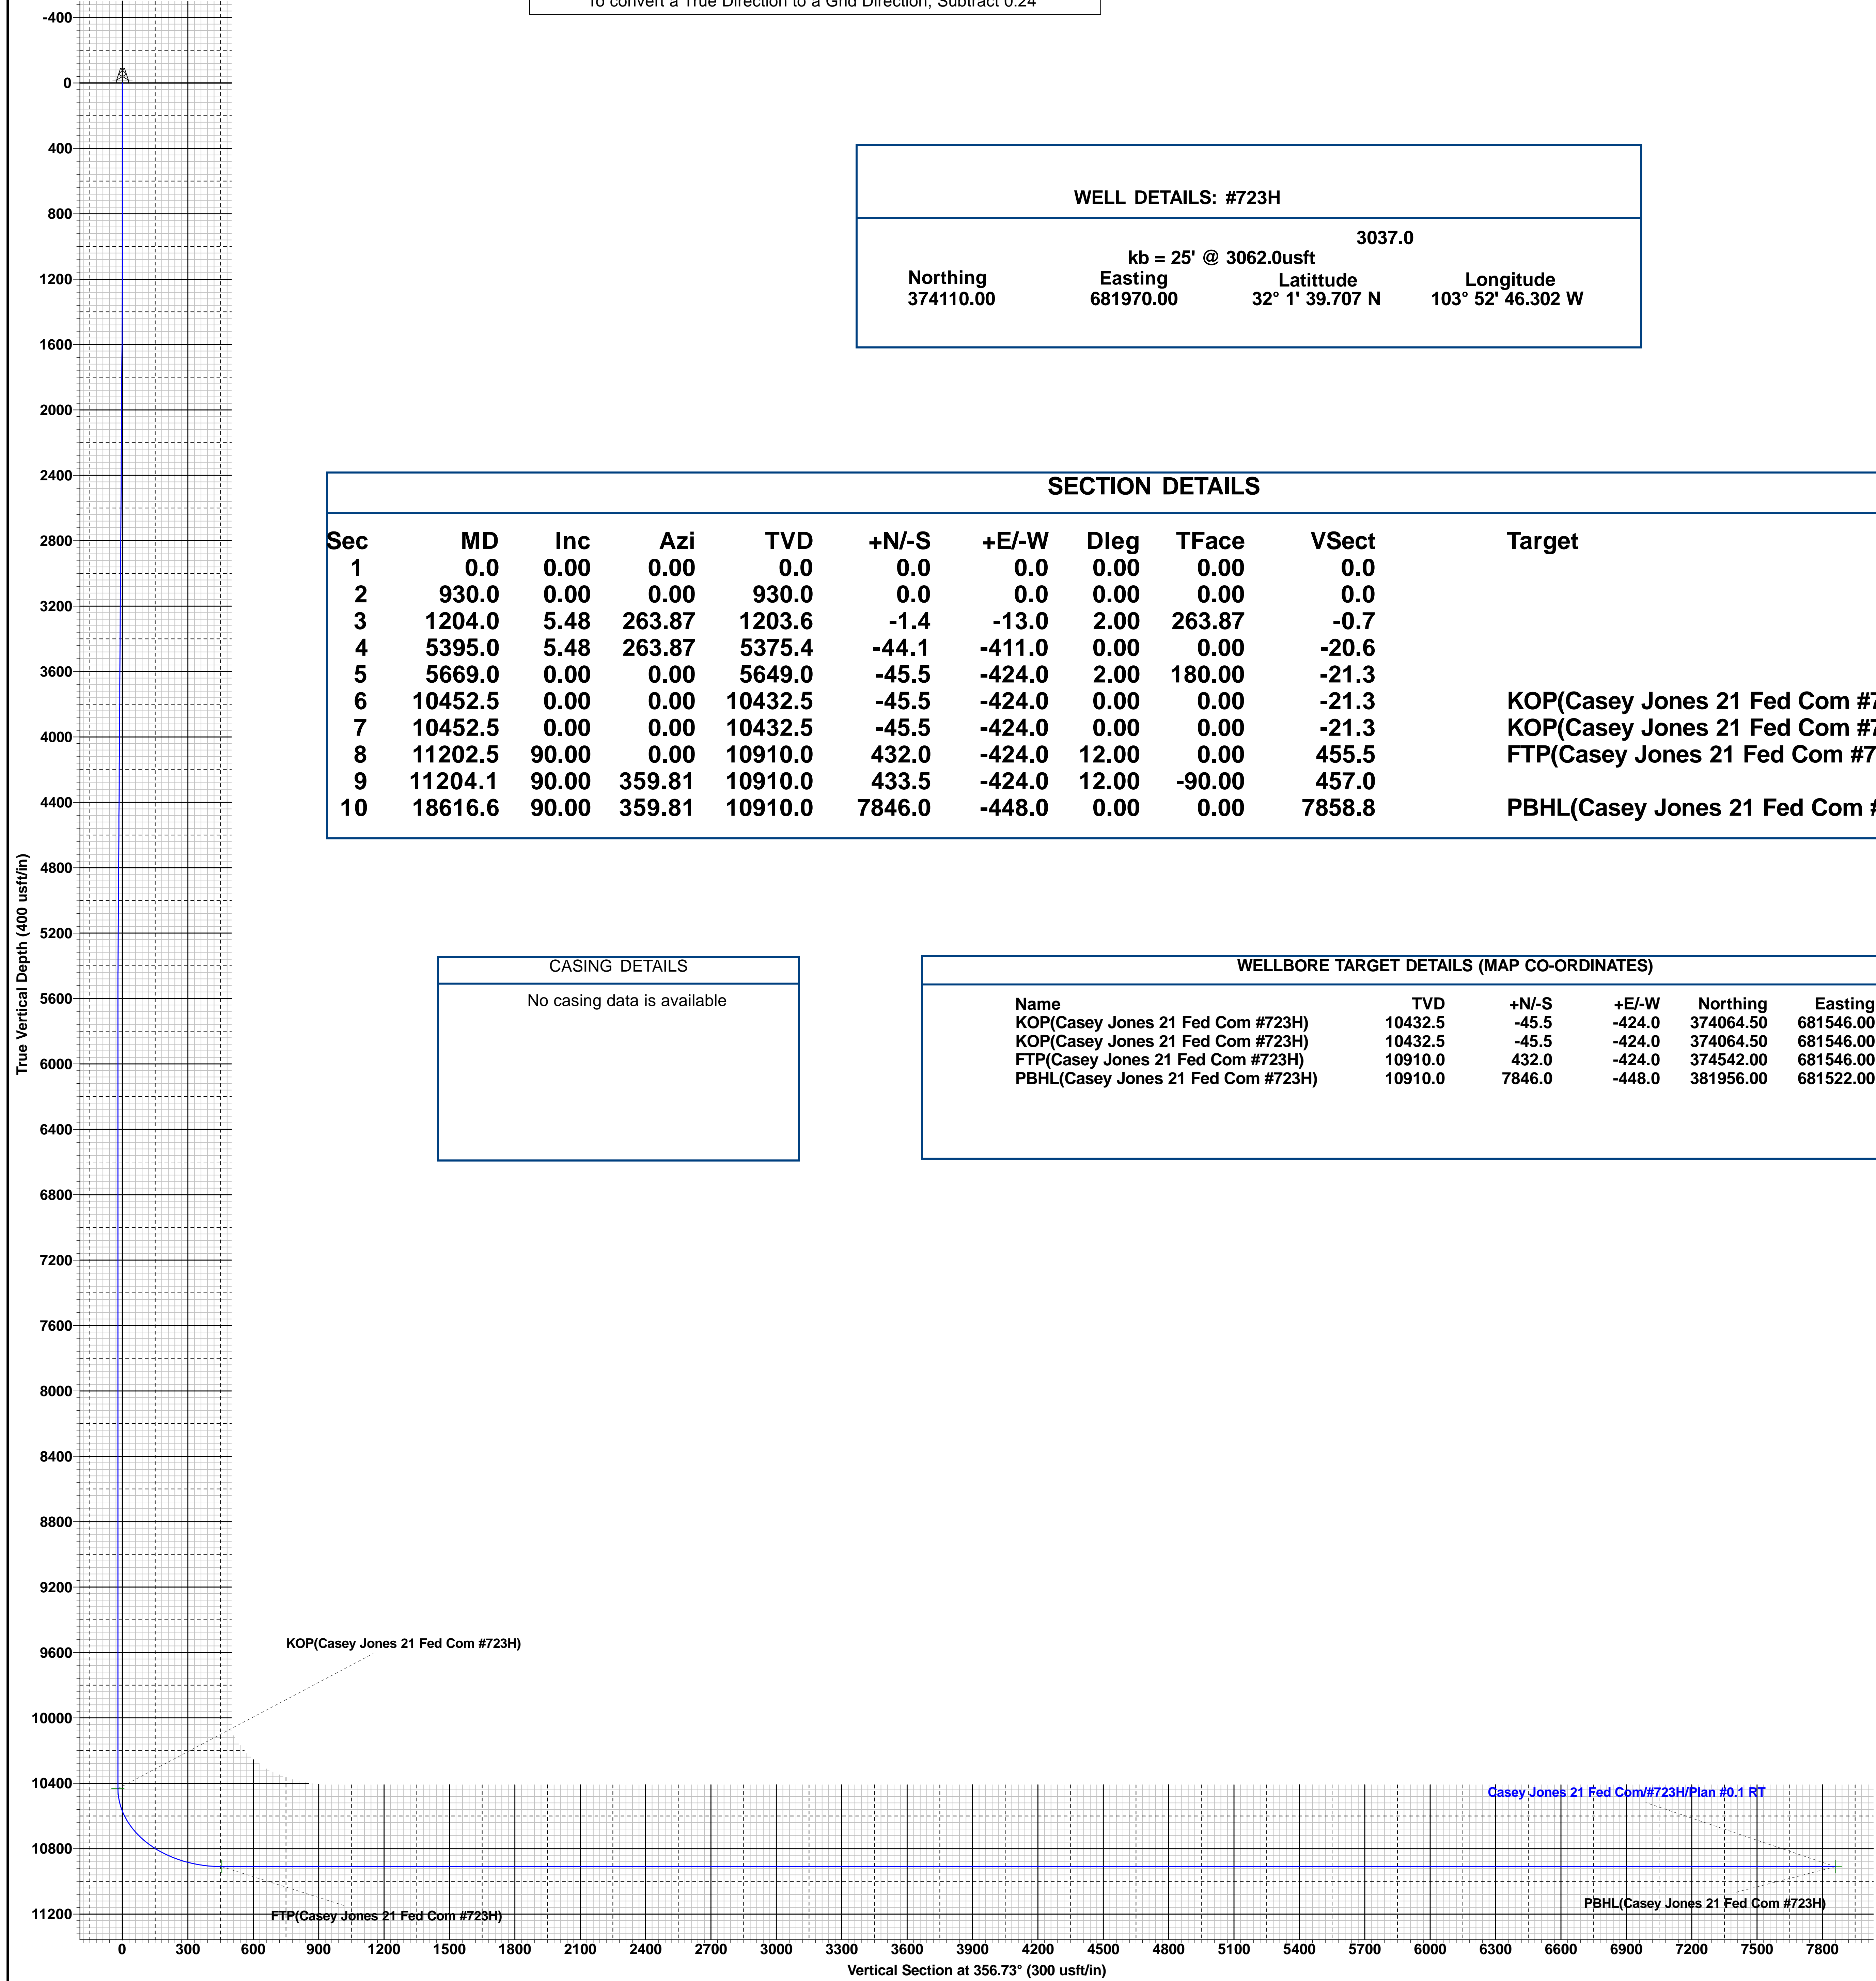 To convert a True Direction to a Grid Direction, Subtract 0.24°
WELL DETAILS: #723H
3037.0
kb = 25' @ 3062.0usft
Northing Easting Latittude Longitude
374110.00 681970.00 32° 1' 39.707 N 103° 52' 46.302 W
SECTION DETAILS
Sec MD Inc Azi TVD +N/-S +E/-W Dleg TFace VSect Target
1 0.0 0.00 0.00 0.0 0.0 0.0 0.00 0.00 0.0
2 930.0 0.00 0.00 930.0 0.0 0.0 0.00 0.00 0.0
3 1204.0 5.48 263.87 1203.6 -1.4 -13.0 2.00 263.87 -0.7
4 5395.0 5.48 263.87 5375.4 -44.1 -411.0 0.00 0.00 -20.6
5 5669.0 0.00 0.00 5649.0 -45.5 -424.0 2.00 180.00 -21.3
6 10452.5 0.00 0.00 10432.5 -45.5 -424.0 0.00 0.00 -21.3 KOP(Casey Jones 21 Fed Com #7
7 10452.5 0.00 0.00 10432.5 -45.5 -424.0 0.00 0.00 -21.3 KOP(Casey Jones 21 Fed Com #7
8 11202.5 90.00 0.00 10910.0 432.0 -424.0 12.00 0.00 455.5 FTP(Casey Jones 21 Fed Com #7
9 11204.1 90.00 359.81 10910.0 433.5 -424.0 12.00 -90.00 457.0
10 18616.6 90.00 359.81 10910.0 7846.0 -448.0 0.00 0.00 7858.8 PBHL(Casey Jones 21 Fed Com #
CASING DETAILS
No casing data is available
WELLBORE TARGET DETAILS (MAP CO-ORDINATES)
Name TVD +N/-S +E/-W Northing Easting
KOP(Casey Jones 21 Fed Com #723H) 10432.5 -45.5 -424.0 374064.50 681546.00
KOP(Casey Jones 21 Fed Com #723H) 10432.5 -45.5 -424.0 374064.50 681546.00
FTP(Casey Jones 21 Fed Com #723H) 10910.0 432.0 -424.0 374542.00 681546.00
PBHL(Casey Jones 21 Fed Com #723H) 10910.0 7846.0 -448.0 381956.00 681522.00
True Vertical Depth (400 usft/in)
-400
0
400
800
1200
1600
2000
2400
2800
3200
3600
4000
4400
4800
5200
5600
6000
6400
6800
7200
7600
8000
8400
8800
9200
9600
10000
10400
10800
11200
KOP(Casey Jones 21 Fed Com #723H)
Casey Jones 21 Fed Com/#723H/Plan #0.1 RT
FTP(Casey Jones 21 Fed Com #723H)
PBHL(Casey Jones 21 Fed Com #723H)
0 300 600 900 1200 1500 1800 2100 2400 2700 3000 3300 3600 3900 4200 4500 4800 5100 5400 5700 6000 6300 6600 6900 7200 7500 7800
Vertical Section at 356.73° (300 usft/in)